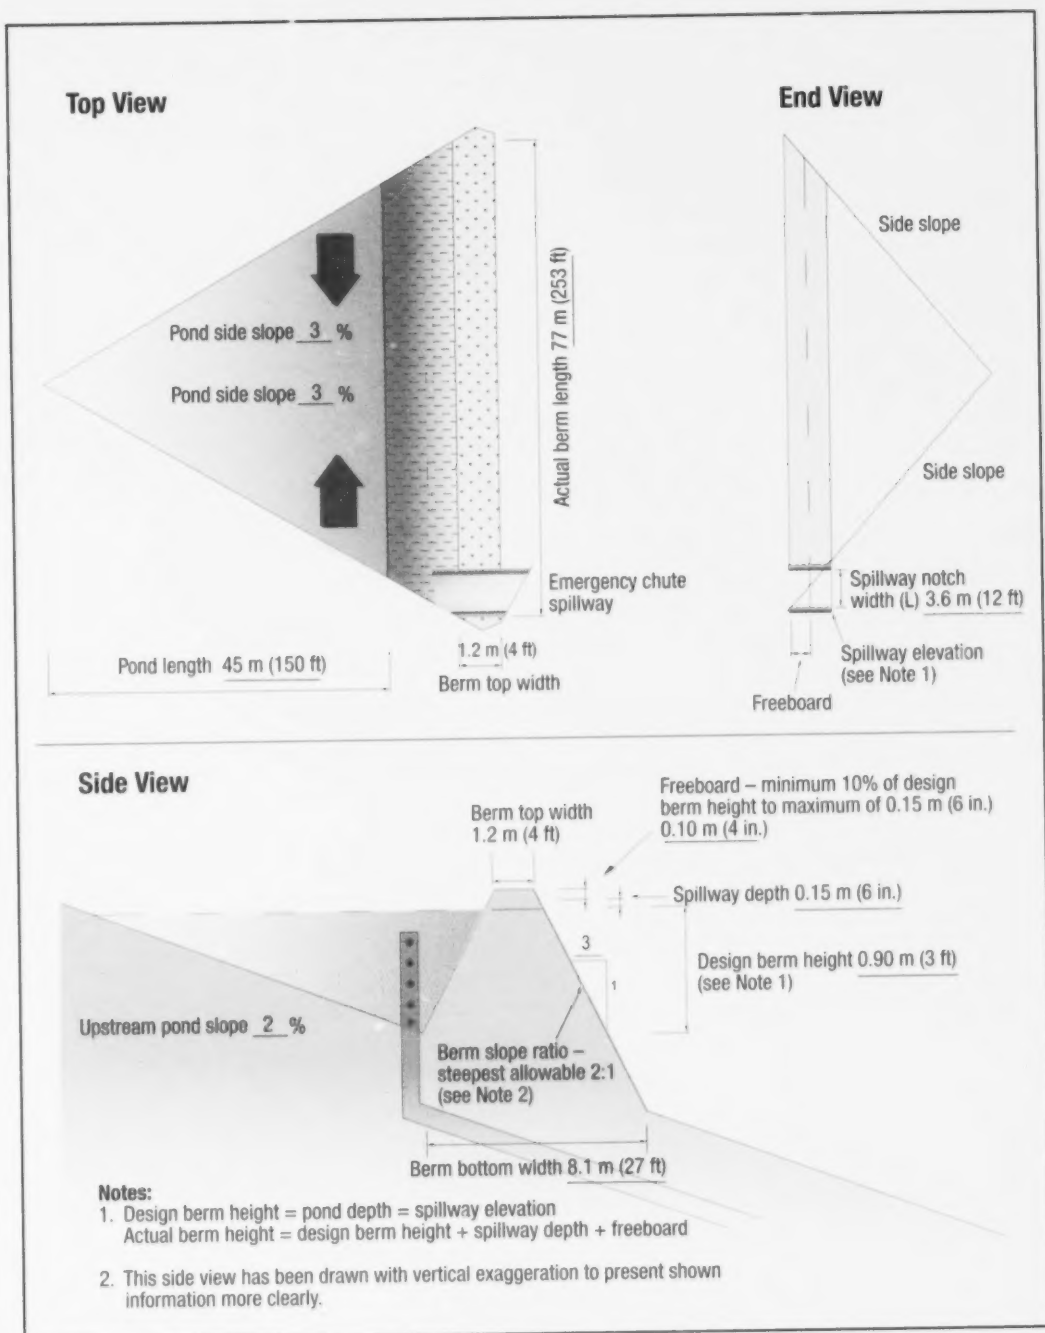 Top View
End View
Side slope
Actual berm length 77 m (253 ft)
Pond side slope 3 %
Pond side slope 3 %
Side slope
Emergency chute
spillway
Spillway notch
width (L) 3.6 m (12 ft)
1.2 m (4 ft)
Berm top width
Pond length 45 m (150 ft)
Spillway elevation
(see Note 1)
Freeboard
Side View
Freeboard – minimum 10% of design
berm height to maximum of 0.15 m (6 in.)
0.10 m (4 in.)
Berm top width
1.2 m (4 ft)
Spillway depth 0.15 m (6 in.)
3
1
Design berm height 0.90 m (3 ft)
(see Note 1)
Upstream pond slope 2 %
Berm slope ratio –
steepest allowable 2:1
(see Note 2)
Berm bottom width 8.1 m (27 ft)
Notes:
1. Design berm height = pond depth = spillway elevation
Actual berm height = design berm height + spillway depth + freeboard
2. This side view has been drawn with vertical exaggeration to present shown
information more clearly.